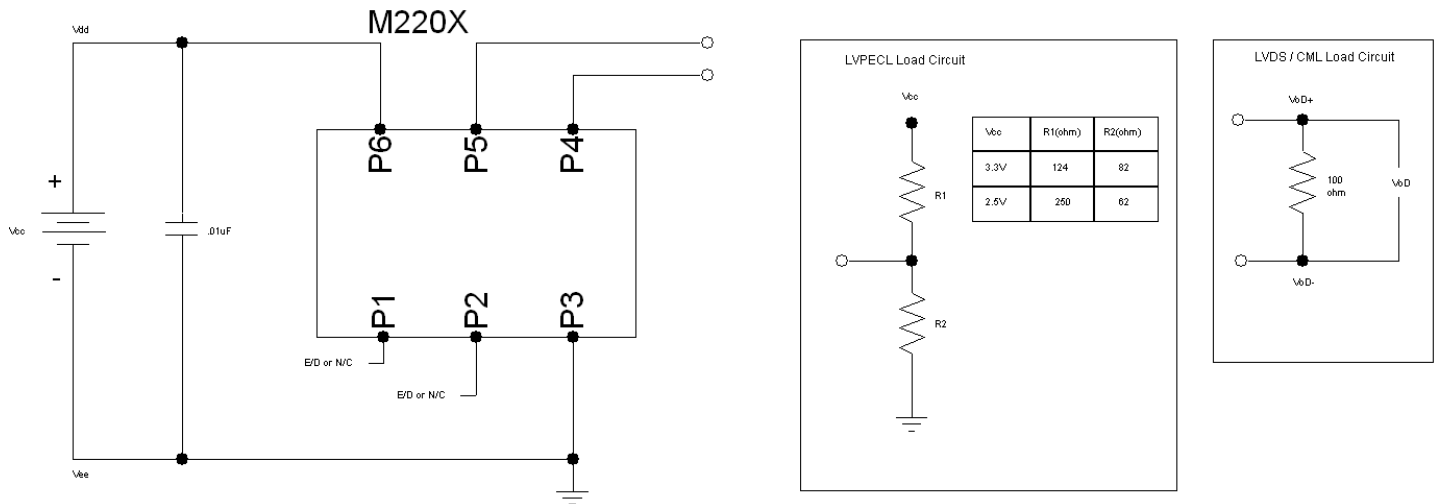 M220X
Vdd
P6
P5
P4
+
Vcc
-
.01uF
P1
P2
P3
E/D or N/C
E/D or N/C
Vee
LVPECL Load Circuit
Vcc
R1
R2
Vcc R1(ohm) R2(ohm)
3.3V 124 82
2.5V 250 62
LVDS / CML Load Circuit
VoD+
100
ohm
VoD
VoD-